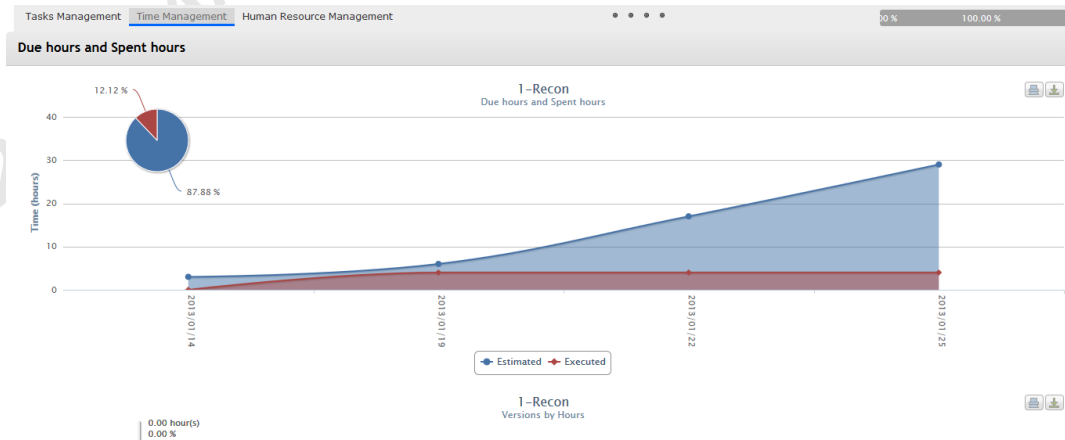 Tasks Management Time Management Human Resource Management
00 % 100.00 %
Due hours and Spent hours
1-Recon
Due hours and Spent hours
12.12 %
87.88 %
Time (hours)
40
30
20
10
0
2013/01/14
2013/01/19
2013/01/22
2013/01/25
Estimated Executed
1-Recon
Versions by Hours
0.00 hour(s)
0.00 %